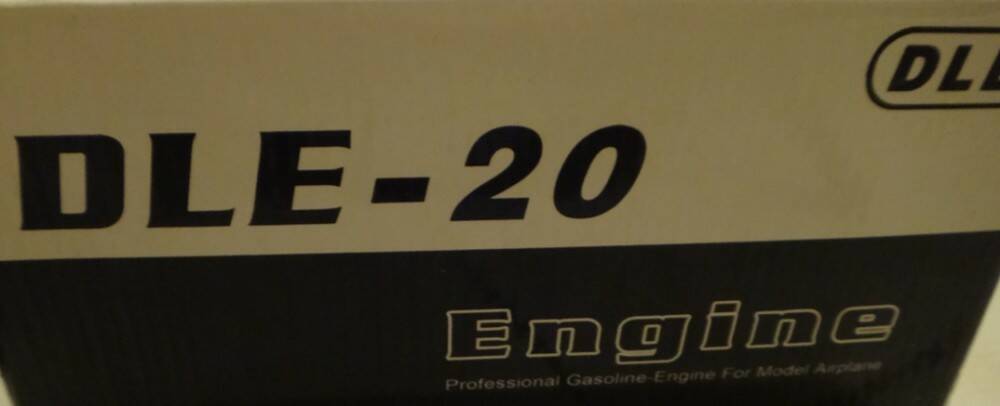 DLE
DLE-20
Engine
Professional Gasoline-Engine For Model Airplane